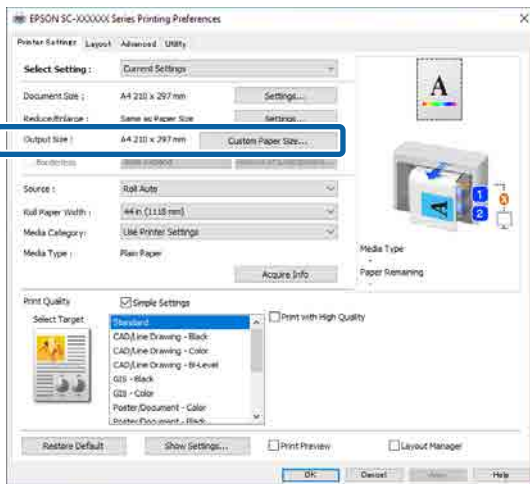 EPSON SC-XXXXXX Series Printing Preferences
Printer Settings Layout Advanced Utility
Select Setting : Current Settings
Document Size : A4 210 x 297 mm Settings...
Reduce/Enlarge : Same as Paper Size Settings...
Output Size : A4 210 x 297 mm Custom Paper Size...
Borderless
Source : Roll Auto
Roll Paper Width : 44 in (1118 mm)
Media Category: Use Printer Settings
Media Type : Plain Paper
Acquire Info
A
A
1
2
Media Type
-
Paper Remaining
-
Print Quality Simple Settings
Select Target
Standard
CAD/Line Drawing - Black
CAD/Line Drawing - Color
CAD/Line Drawing - Bi-Level
GIS - Black
GIS - Color
Poster/Document - Color
Poster/Document - Black
Print with High Quality
Restore Default Show Settings... Print Preview Layout Manager
OK Cancel Help